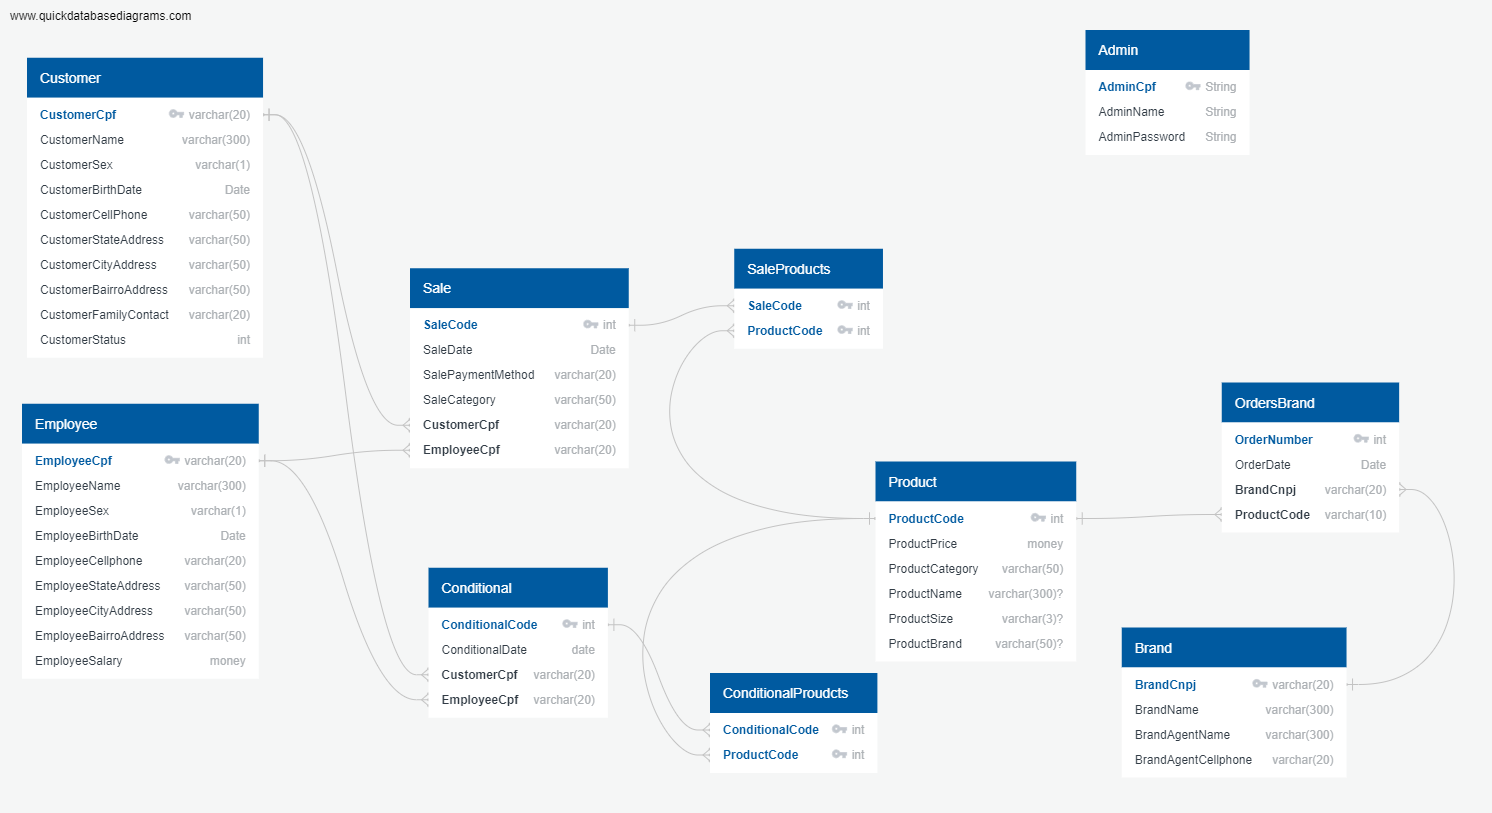 www.quickdatabasediagrams.com
Customer
CustomerCpf varchar(20)
CustomerName varchar(300)
CustomerSex varchar(1)
CustomerBirthDate Date
CustomerCellPhone varchar(50)
CustomerStateAddress varchar(50)
CustomerCityAddress varchar(50)
CustomerBairroAddress varchar(50)
CustomerFamilyContact varchar(20)
CustomerStatus int
Employee
EmployeeCpf varchar(20)
EmployeeName varchar(300)
EmployeeSex varchar(1)
EmployeeBirthDate Date
EmployeeCellphone varchar(20)
EmployeeStateAddress varchar(50)
EmployeeCityAddress varchar(50)
EmployeeBairroAddress varchar(50)
EmployeeSalary money
Sale
SaleCode int
SaleDate Date
SalePaymentMethod varchar(20)
SaleCategory varchar(50)
CustomerCpf varchar(20)
EmployeeCpf varchar(20)
Conditional
ConditionalCode int
ConditionalDate date
CustomerCpf varchar(20)
EmployeeCpf varchar(20)
SaleProducts
SaleCode int
ProductCode int
ConditionalProudcts
ConditionalCode int
ProductCode int
Product
ProductCode int
ProductPrice money
ProductCategory varchar(50)
ProductName varchar(300)?
ProductSize varchar(3)?
ProductBrand varchar(50)?
Admin
AdminCpf String
AdminName String
AdminPassword String
OrdersBrand
OrderNumber int
OrderDate Date
BrandCnpj varchar(20)
ProductCode varchar(10)
Brand
BrandCnpj varchar(20)
BrandName varchar(300)
BrandAgentName varchar(300)
BrandAgentCellphone varchar(20)